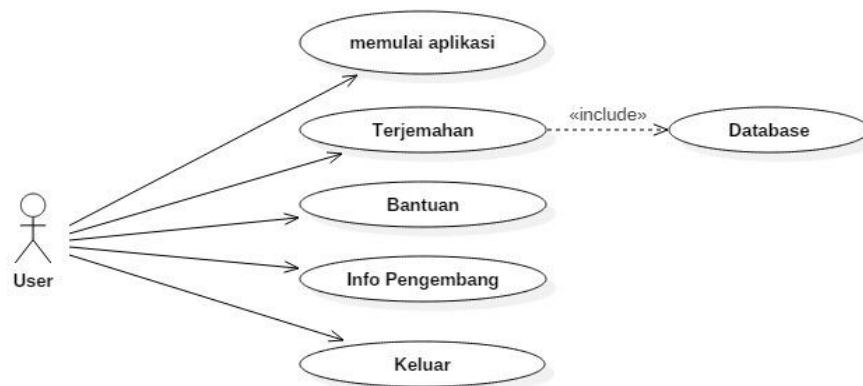 memulai aplikasi
Terjemahan
«include»
Database
Bantuan
User
Info Pengembang
Keluar